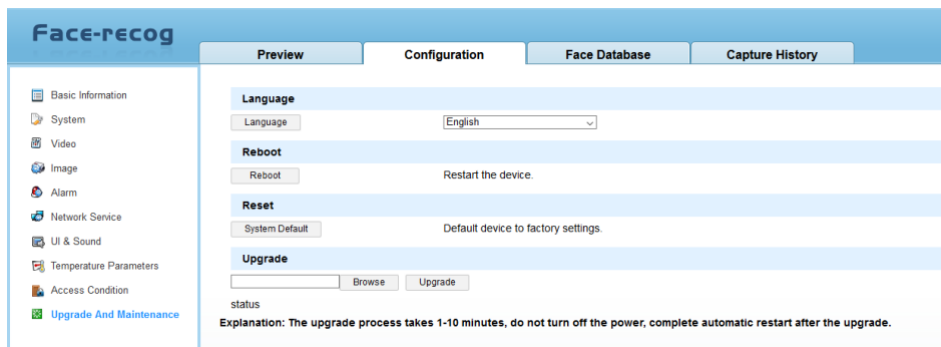 Face-recog
Preview Configuration Face Database Capture History
Basic Information
System
Video
Image
Alarm
Network Service
UI & Sound
Temperature Parameters
Access Condition
Upgrade And Maintenance
Language
Language English
Reboot
Reboot Restart the device.
Reset
System Default Default device to factory settings.
Upgrade
Browse Upgrade
status
Explanation: The upgrade process takes 1-10 minutes, do not turn off the power, complete automatic restart after the upgrade.